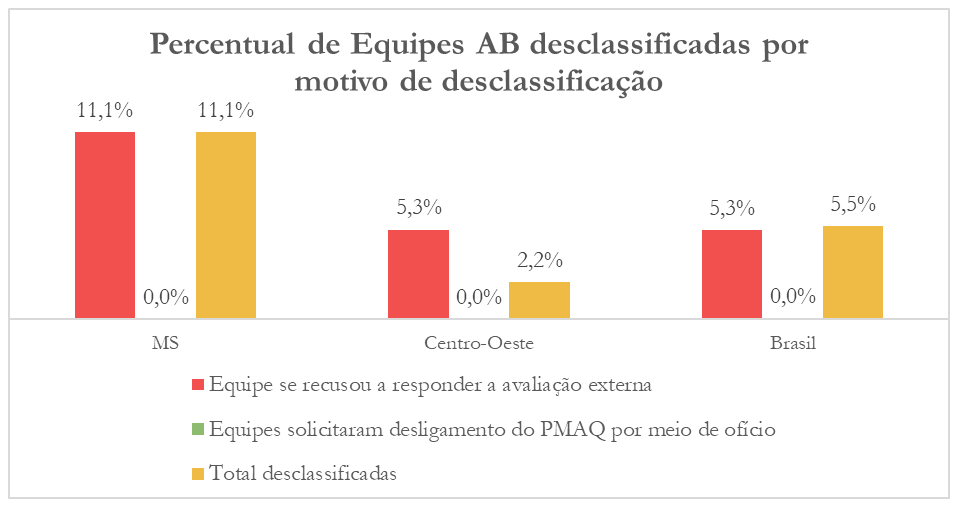 Percentual de Equipes AB desclassificadas por
motivo de desclassificação
11,1%
0,0%
11,1%
5,3%
0,0%
2,2%
5,3%
0,0%
5,5%
MS
Centro-Oeste
Brasil
Equipe se recusou a responder a avaliação externa
Equipes solicitaram desligamento do PMAQ por meio de ofício
Total desclassificadas